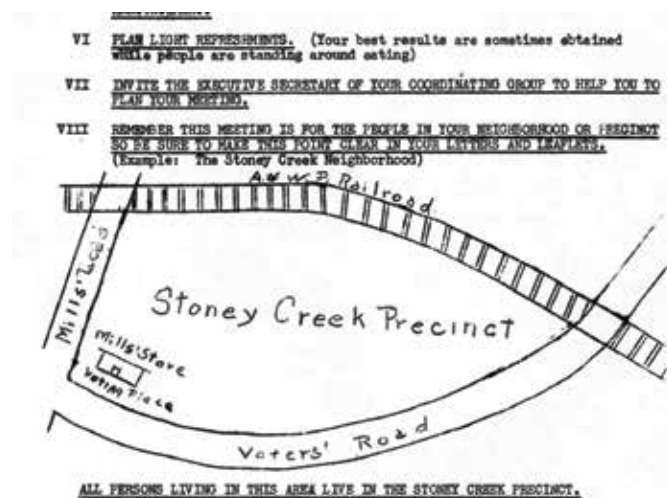 VI PLAN LIGHT REFRESHMENTS. (Your best results are sometimes obtained
while people are standing around eating)
VII INVITE THE EXECUTIVE SECRETARY OF YOUR COORDINATING GROUP TO HELP YOU TO
PLAN YOUR MEETING.
VIII REMEMBER THIS MEETING IS FOR THE PEOPLE IN YOUR NEIGHBORHOOD OR PRECINCT
SO BE SURE TO MAKE THIS POINT CLEAR IN YOUR LETTERS AND LEAFLETS.
(Example: The Stoney Creek Neighborhood)
A & W.P. Railroad
Mills' Road
Stoney Creek Precinct
Mills' Store
Voting Place
Voters' Road
ALL PERSONS LIVING IN THIS AREA LIVE IN THE STONEY CREEK PRECINCT.